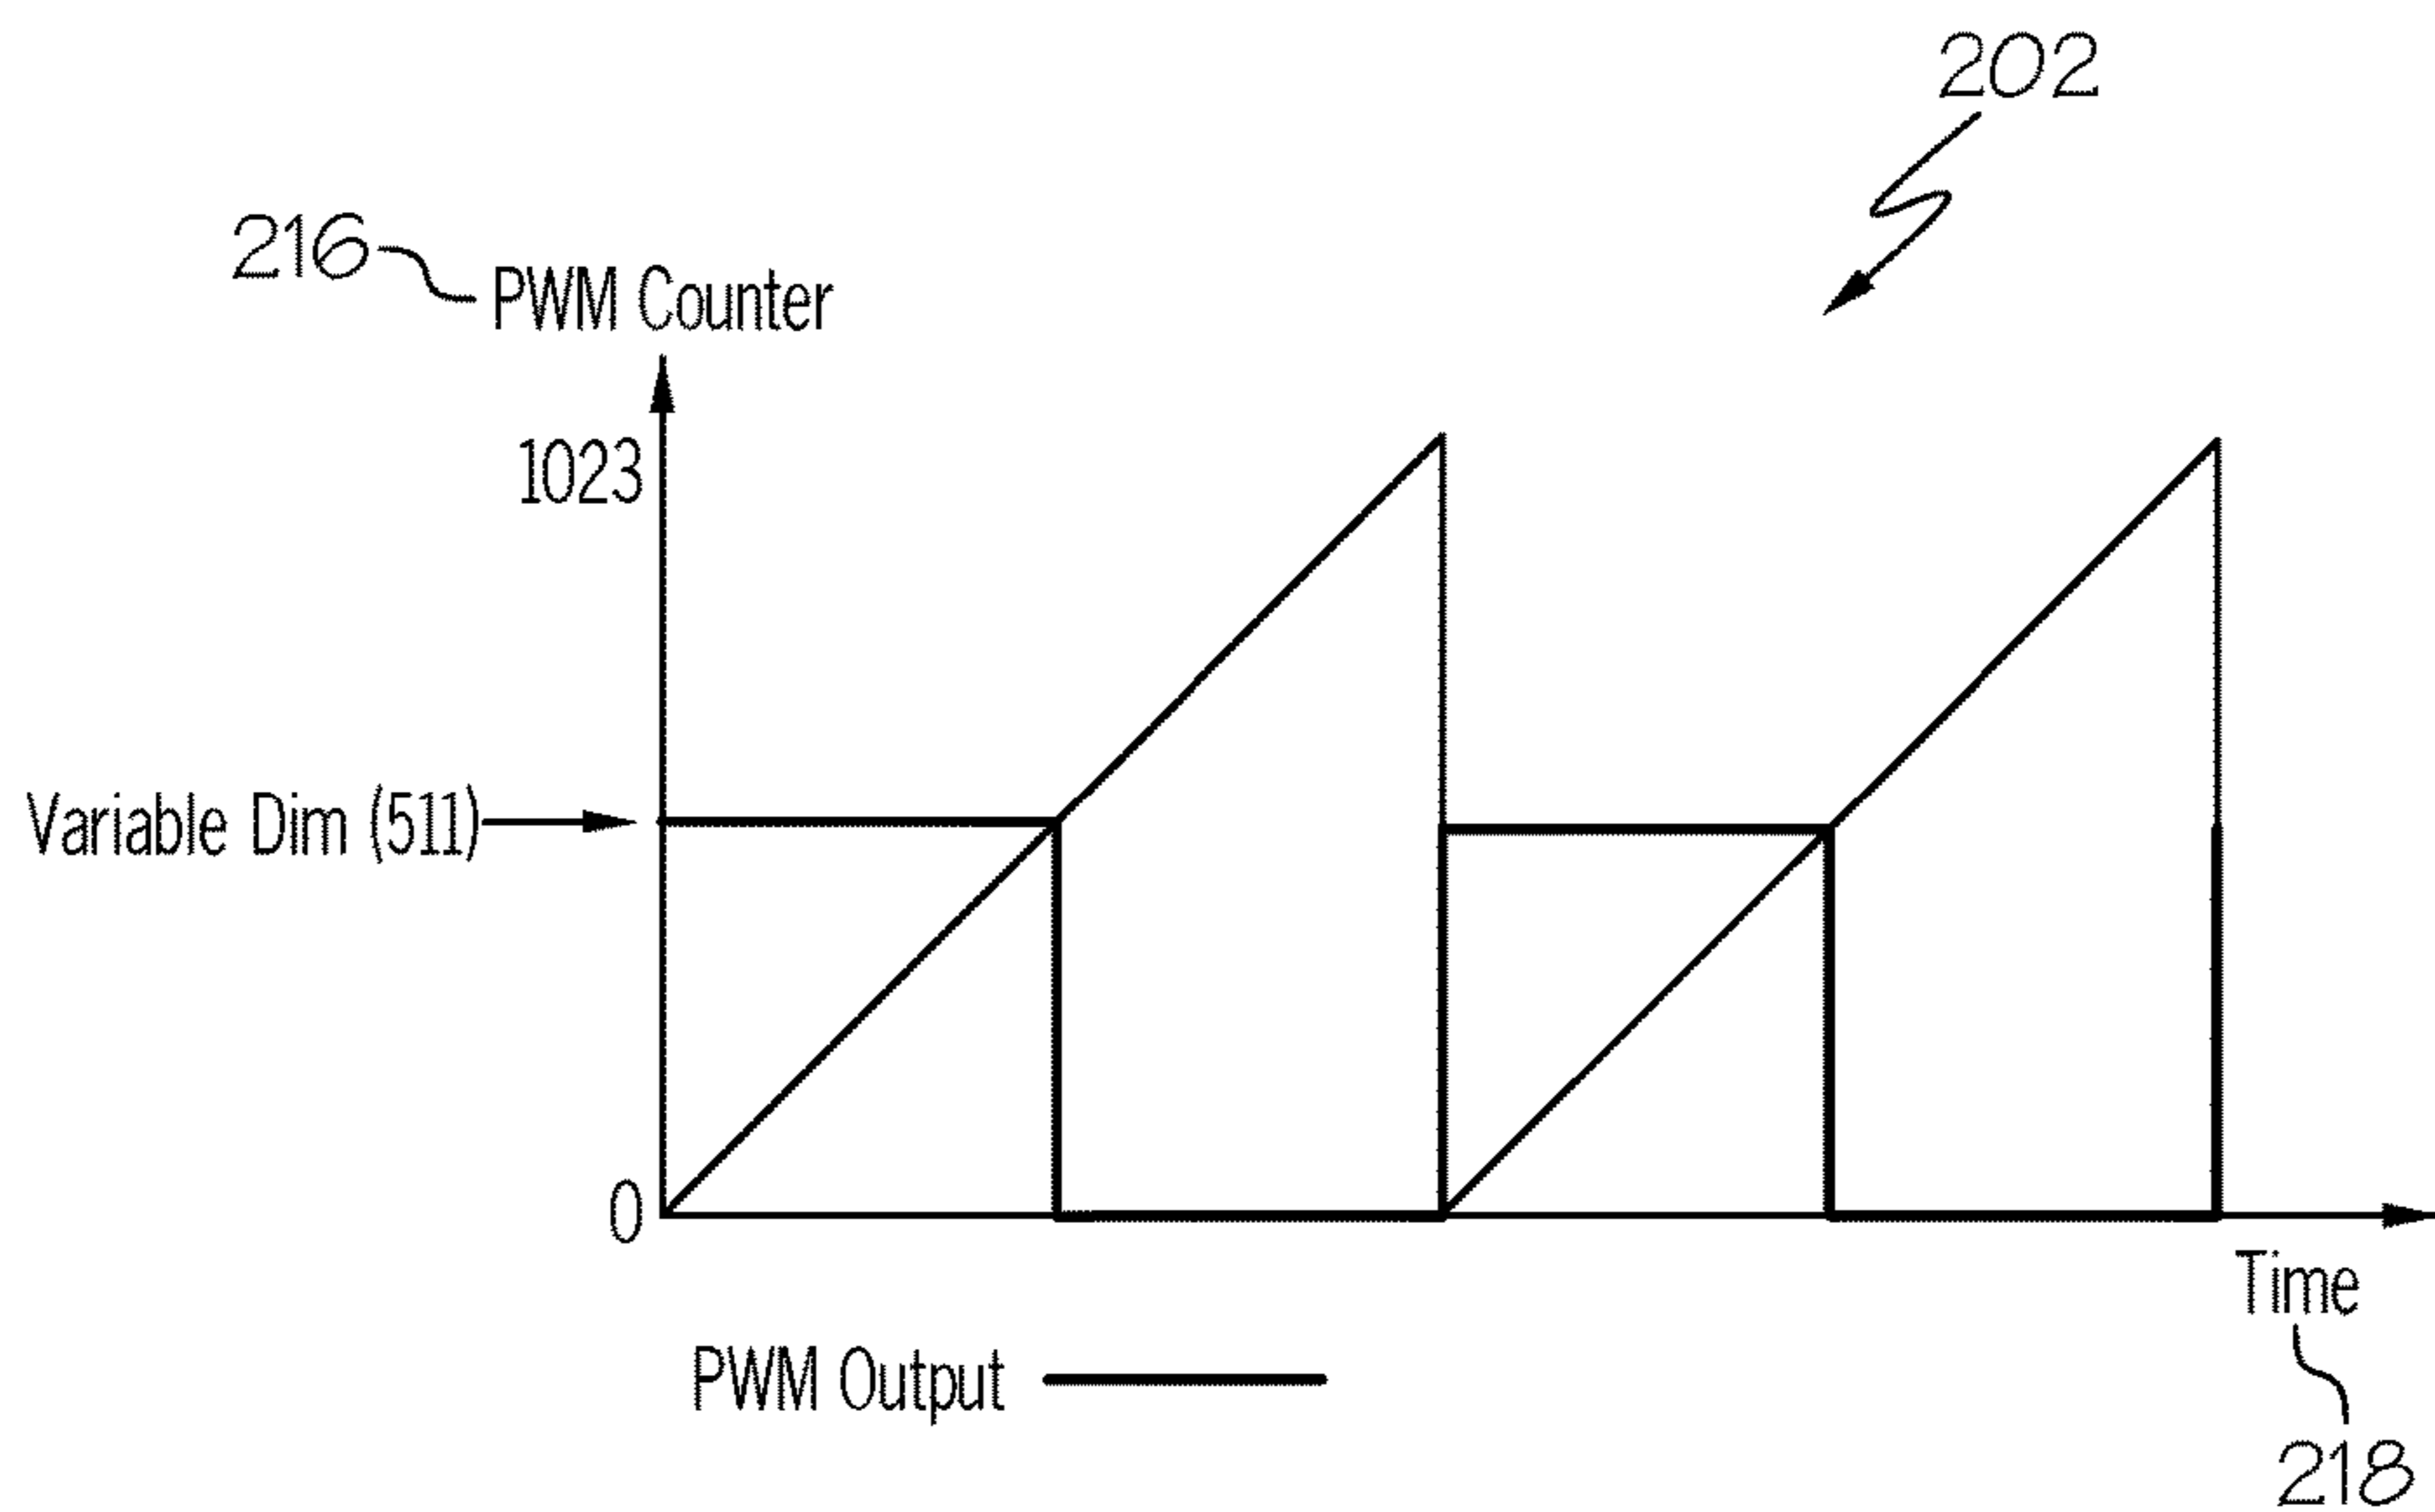 202
216
PWM Counter
1023
Variable Dim (511)
0
Time
PWM Output
218